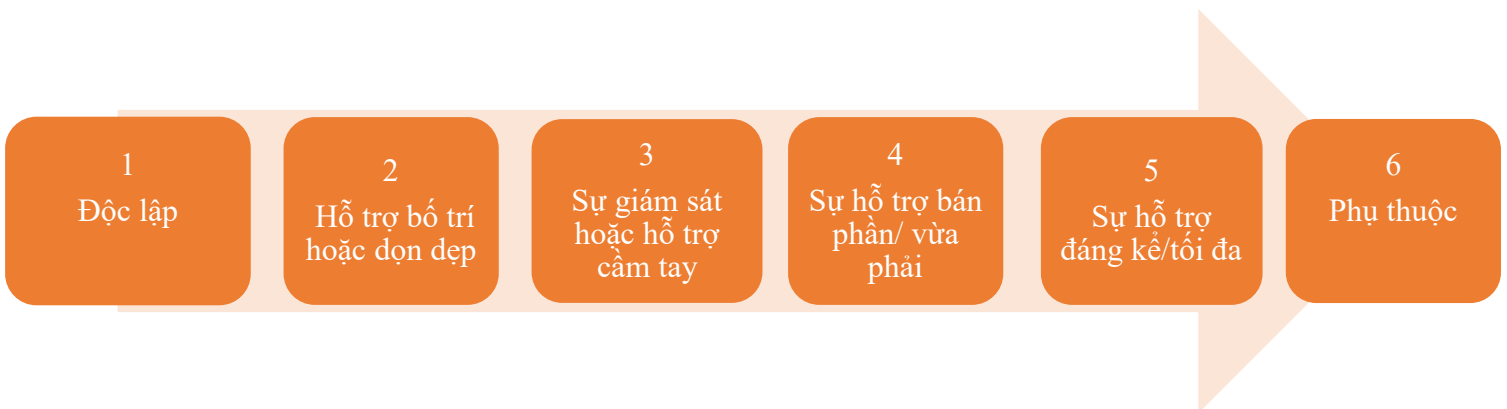 1
Độc lập
2
Hỗ trợ bố trí
hoặc dọn dẹp
3
Sự giám sát
hoặc hỗ trợ
cầm tay
4
Sự hỗ trợ bán
phần/ vừa
phải
5
Sự hỗ trợ
đáng kể/tối đa
6
Phụ thuộc